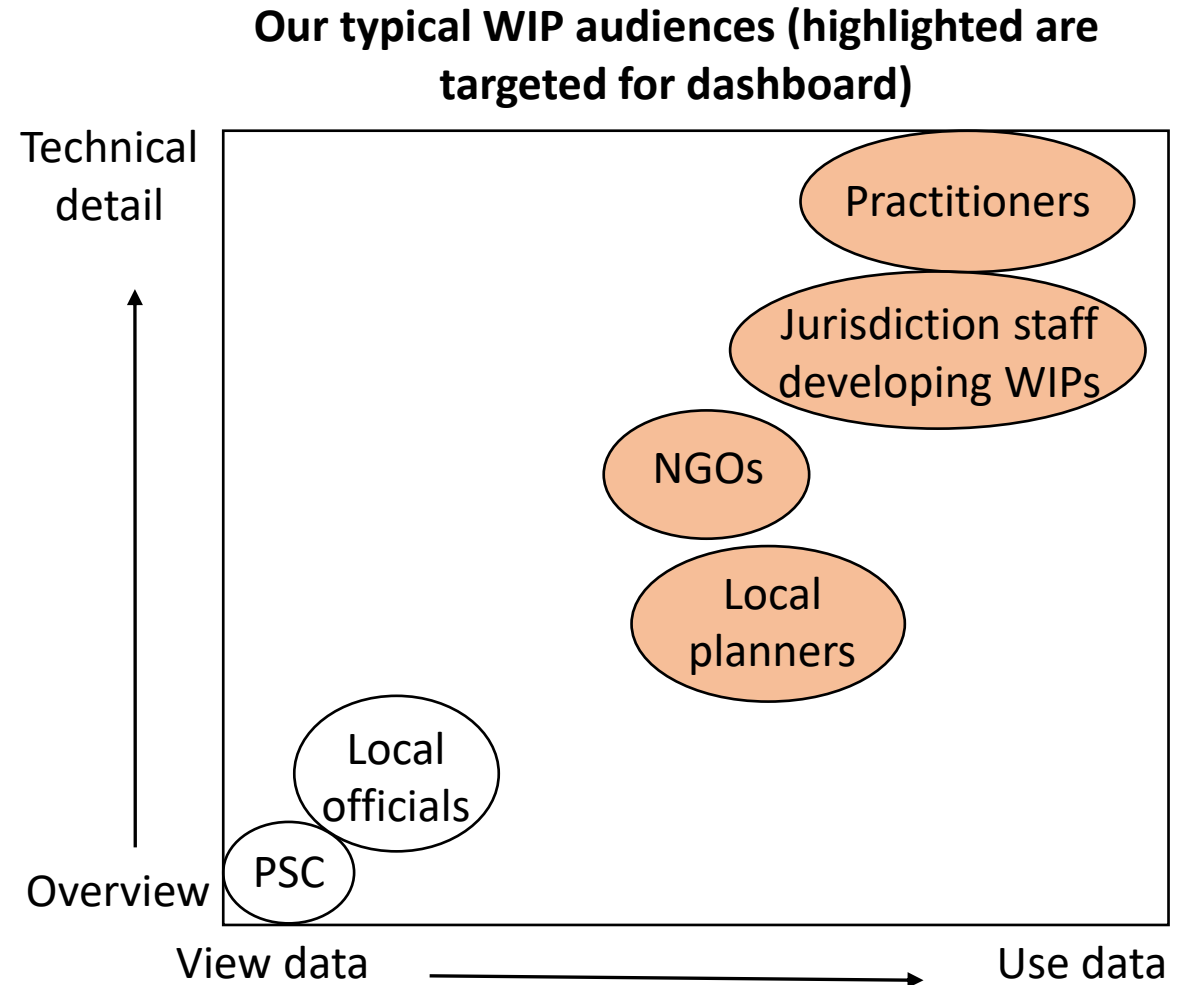 Our typical WIP audiences (highlighted are
targeted for dashboard)
Technical
detail
Practitioners
Jurisdiction staff
developing WIPs
NGOs
Local
planners
Local
officials
PSC
Overview
View data
Use data